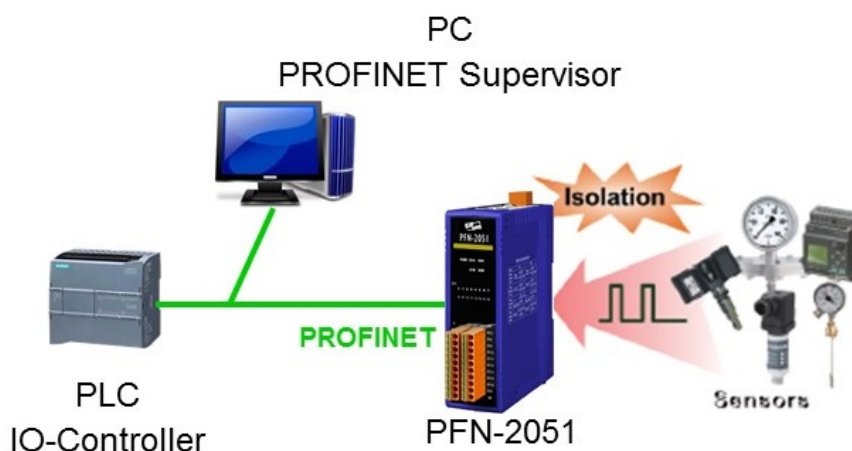 PC
PROFINET Supervisor
Isolation
PFN-2051
PROFINET
Sensors
PLC
IO-Controller
PFN-2051